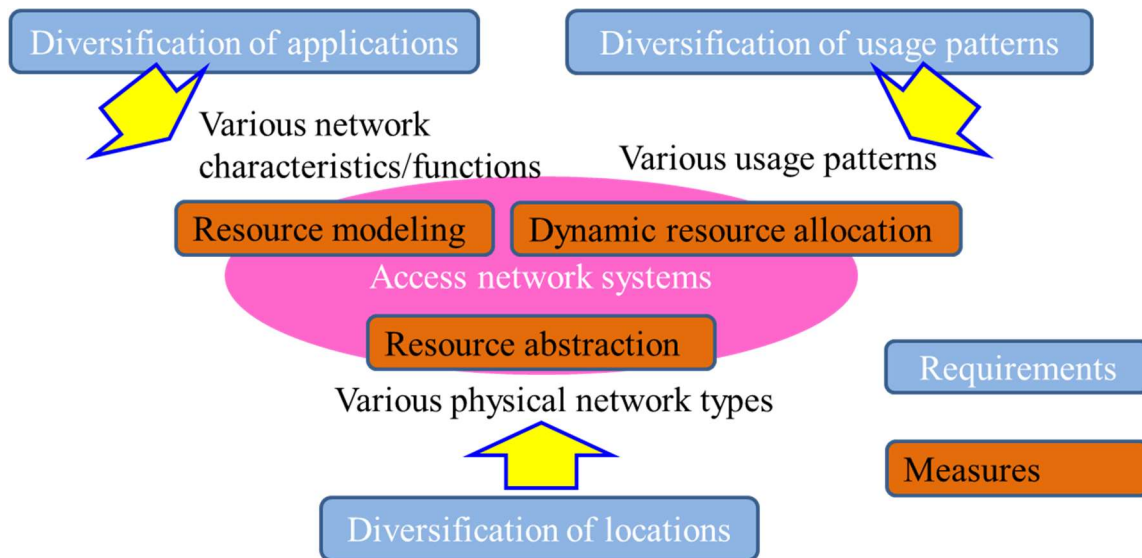 Diversification of applications
Diversification of usage patterns
Various network
characteristics/functions
Various usage patterns
Resource modeling
Dynamic resource allocation
Access network systems
Resource abstraction
Various physical network types
Requirements
Measures
Diversification of locations